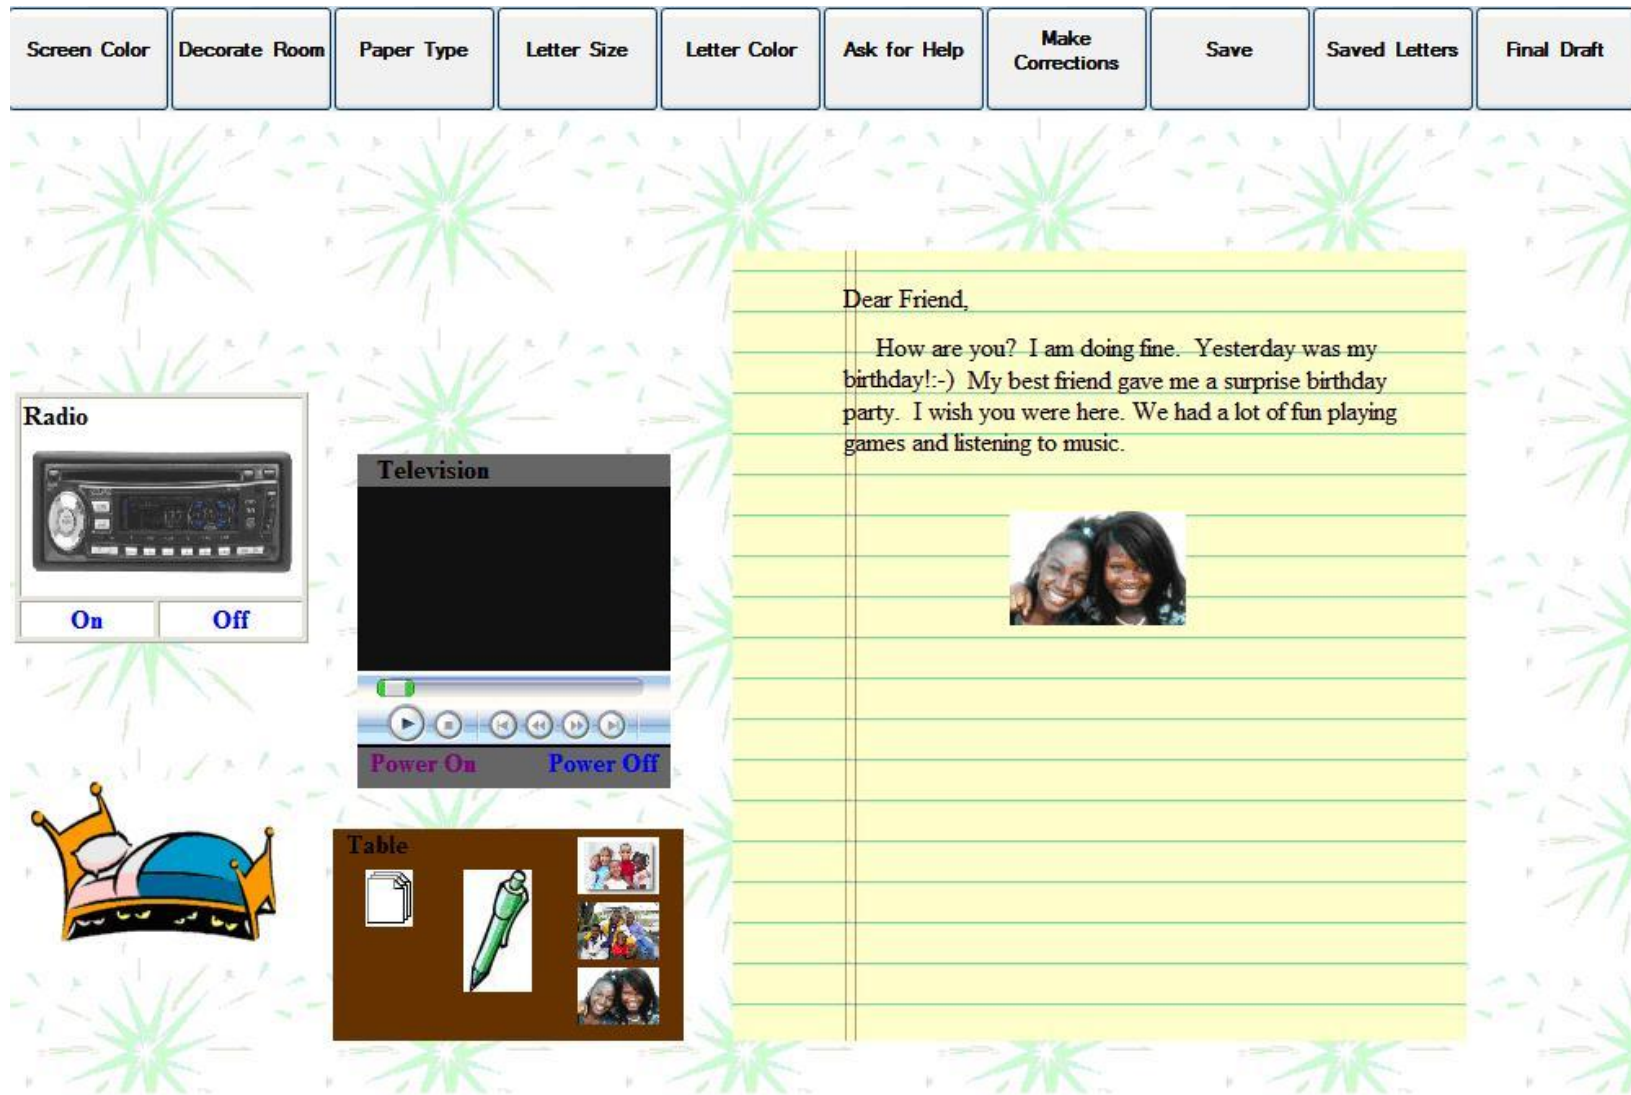 Screen Color
Decorate Room
Paper Type
Letter Size
Letter Color
Ask for Help
Make
Corrections
Save
Saved Letters
Final Draft
Dear Friend,
How are you?  I am doing fine.  Yesterday was my
birthday!:-)  My best friend gave me a surprise birthday
party.  I wish you were here. We had a lot of fun playing
games and listening to music.
Radio
On
Off
Television
Power On
Power Off
Table